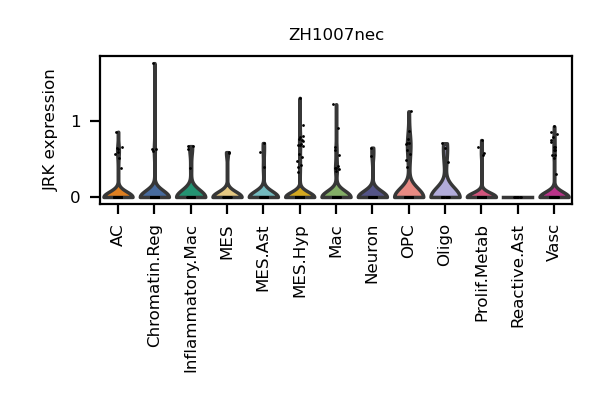 ZH1007nec
JRK expression
1
0
AC
Chromatin.Reg
Inflammatory.Mac
MES
MES.Ast
MES.Hyp
Mac
Neuron
OPC
Oligo
Prolif.Metab
Reactive.Ast
Vasc